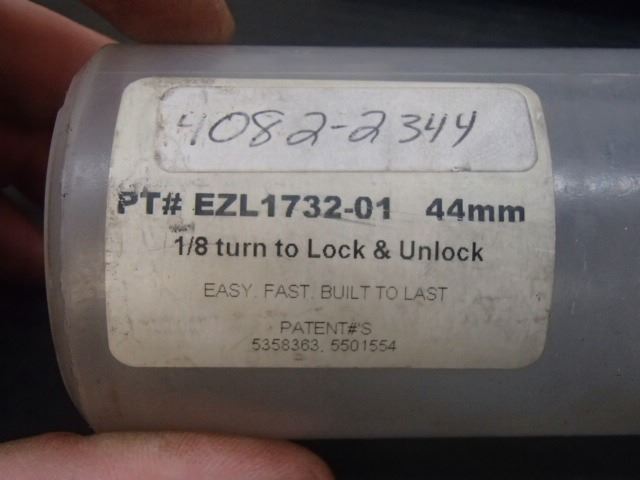 4082-2344
PT# EZL1732-01 44mm
1/8 turn to Lock & Unlock
EASY. FAST. BUILT TO LAST
PATENT#'S
5358363, 5501554